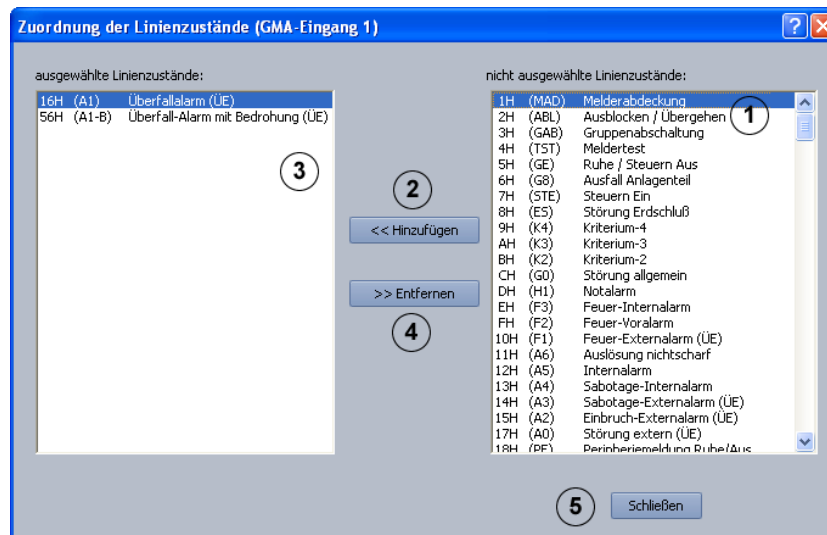 Zuordnung der Linienzustände (GMA-Eingang 1)
ausgewählte Linienzustände:
16H (A1) Überfallalarm (ÜE)
56H (A1-B) Überfall-Alarm mit Bedrohung (ÜE)
3
2
<< Hinzufügen
>> Entfernen
4
nicht ausgewählte Linienzustände:
1H (MAD) Melderabdeckung
2H (ABL) Ausblocken / Übergehen
3H (GAB) Gruppenabschaltung
4H (TST) Meldertest
5H (GE) Ruhe / Steuern Aus
6H (G8) Ausfall Anlagenteil
7H (STE) Steuern Ein
8H (ES) Störung Erdschluß
9H (K4) Kriterium-4
AH (K3) Kriterium-3
BH (K2) Kriterium-2
CH (G0) Störung allgemein
DH (H1) Notalarm
EH (F3) Feuer-Internalarm
FH (F2) Feuer-Voralarm
10H (F1) Feuer-Externalarm (ÜE)
11H (A6) Auslösung nichtscharf
12H (A5) Internalarm
13H (A4) Sabotage-Internalarm
14H (A3) Sabotage-Externalarm (ÜE)
15H (A2) Einbruch-Externalarm (ÜE)
17H (A0) Störung extern (ÜE)
18H (PE) Peripheriemeldung Ruhe/Aus
1
5
Schließen